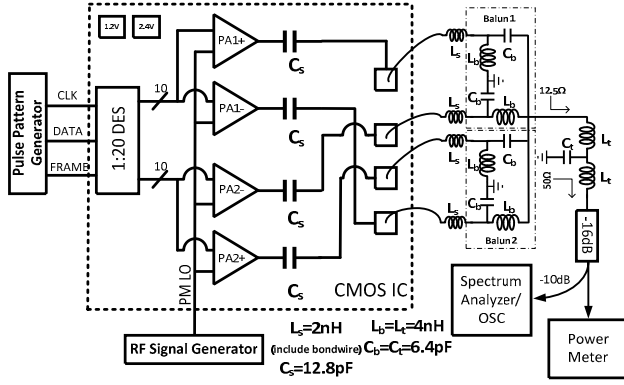 1.2V
2.4V
PA1+
PA1-
PA2-
PA2+
Cs
Cs
Cs
Cs
Pulse Pattern
Generator
CLK
DATA
FRAME
1:20 DES
10
10
PM LO
CMOS IC
RF Signal Generator
Balun 1
Ls
Lb
Cb
Cb
Ls
Lb
Ls
Lb
Cb
Cb
Ls
Lb
Balun 2
12.5Ω
Lt
Ct
Lt
50Ω
-16dB
-10dB
Spectrum
Analyzer/
OSC
Power
Meter
Ls=2nH
(include bondwire)
Cs=12.8pF
Lb=Lt=4nH
Cb=Ct=6.4pF